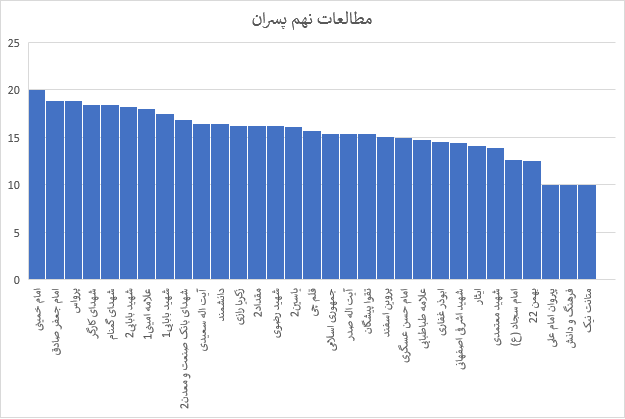 مطالعات نهم پسران
25
20
15
10
5
0
امام خمینی
امام جعفر صادق
پرواس
شهدای کارگر
شهدای گمنام
شهید بابایی2
علامه امینی1
شهید بابایی1
شهدای بانک صنعت و معدن2
آیت اله سعیدی
دانشمند
زکریا رازی
مقداد2
شهید رضوی
یاسین2
قلم چی
جمهوری اسلامی
آیت اله صدر
تقوا پیشگان
پروین اسفند
امام حسن عسگری
علامه طباطبایی
ابوذر غفاری
شهید اشرفی اصفهانی
ایثار
شهید معتمدی
امام سجاد (ع)
22 بهمن
پیروان امام علی
فرهنگ و دانش
متانت نیک